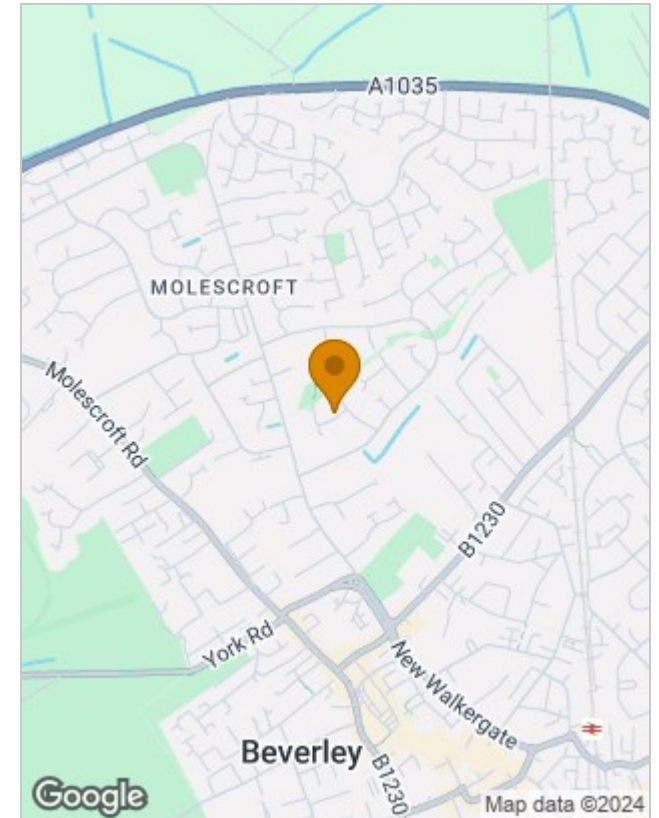 A1035
MOLESCROFT
Molescroft Rd
B1230
York Rd
New Walkergate
Beverley
B1230
Google
Map data ©2024